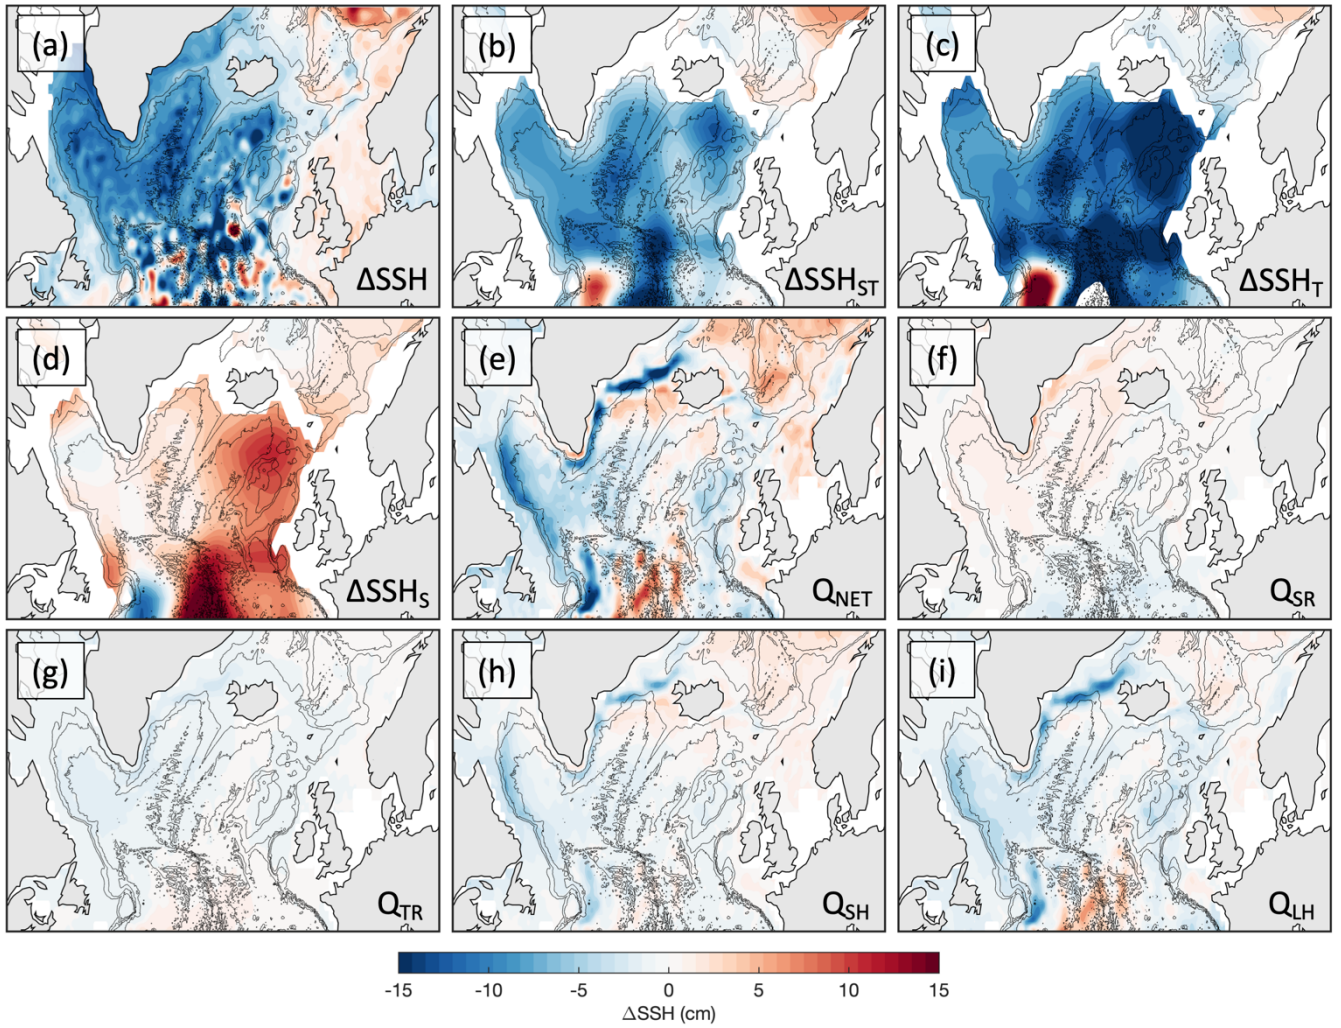 (a)
ΔSSH
(b)
ΔSSH_ST
(c)
ΔSSH_T
(d)
ΔSSH_S
(e)
Q_NET
(f)
Q_SR
(g)
Q_TR
(h)
Q_SH
(i)
Q_LH
-15 -10 -5 0 5 10 15
ΔSSH (cm)